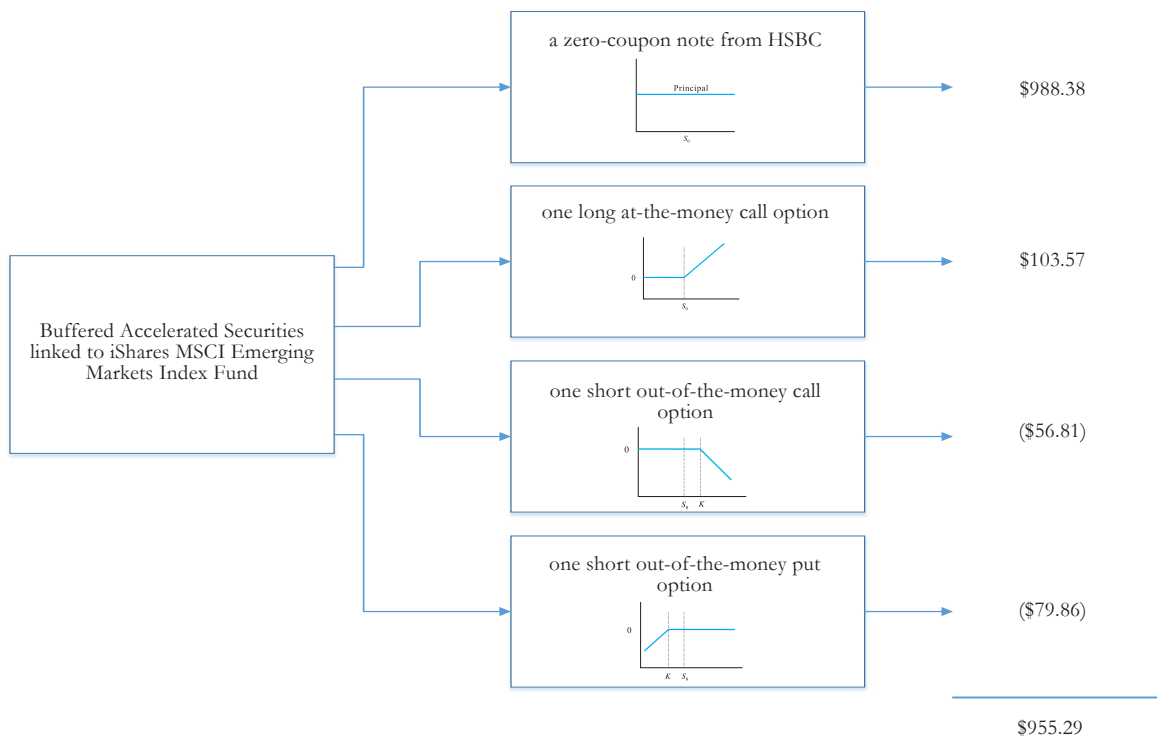 a zero-coupon note from HSBC
Principal
S₀
$988.38
one long at-the-money call option
0
S₀
$103.57
Buffered Accelerated Securities
linked to iShares MSCI Emerging
Markets Index Fund
one short out-of-the-money call
option
0
S₀ K
($56.81)
one short out-of-the-money put
option
0
K S₀
($79.86)
$955.29